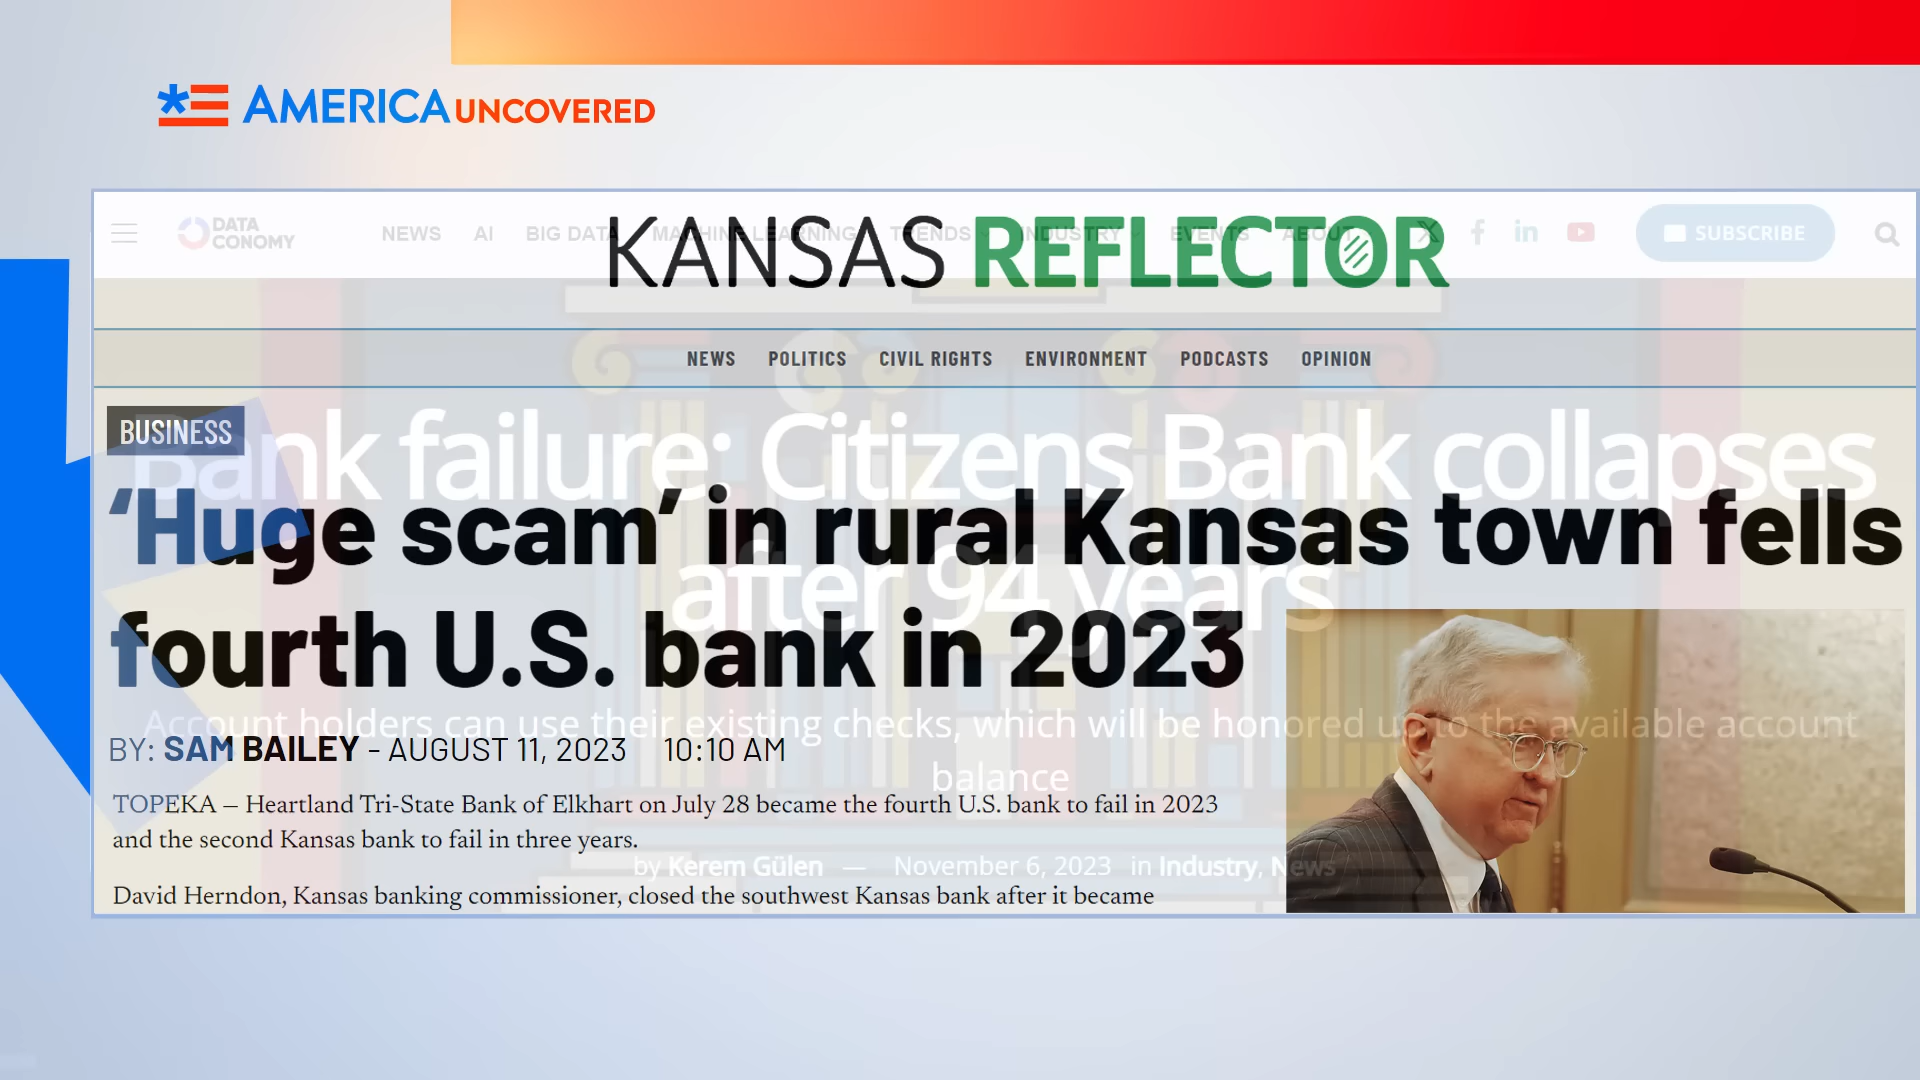 AMERICA UNCOVERED
KANSAS REFLECTOR
DATA CONOMY
NEWS AI BIG DATA MACHINE LEARNING TRENDS INDUSTRY EVENTS ABOUT
SUBSCRIBE
NEWS POLITICS CIVIL RIGHTS ENVIRONMENT PODCASTS OPINION
BUSINESS
Bank failure: Citizens Bank collapses
after 94 years
‘Huge scam’ in rural Kansas town fells
fourth U.S. bank in 2023
Account holders can use their existing checks, which will be honored up to the available account
balance
BY: SAM BAILEY - AUGUST 11, 2023 10:10 AM
TOPEKA — Heartland Tri-State Bank of Elkhart on July 28 became the fourth U.S. bank to fail in 2023
and the second Kansas bank to fail in three years.
by Kerem Gülen — November 6, 2023 in Industry, News
David Herndon, Kansas banking commissioner, closed the southwest Kansas bank after it became